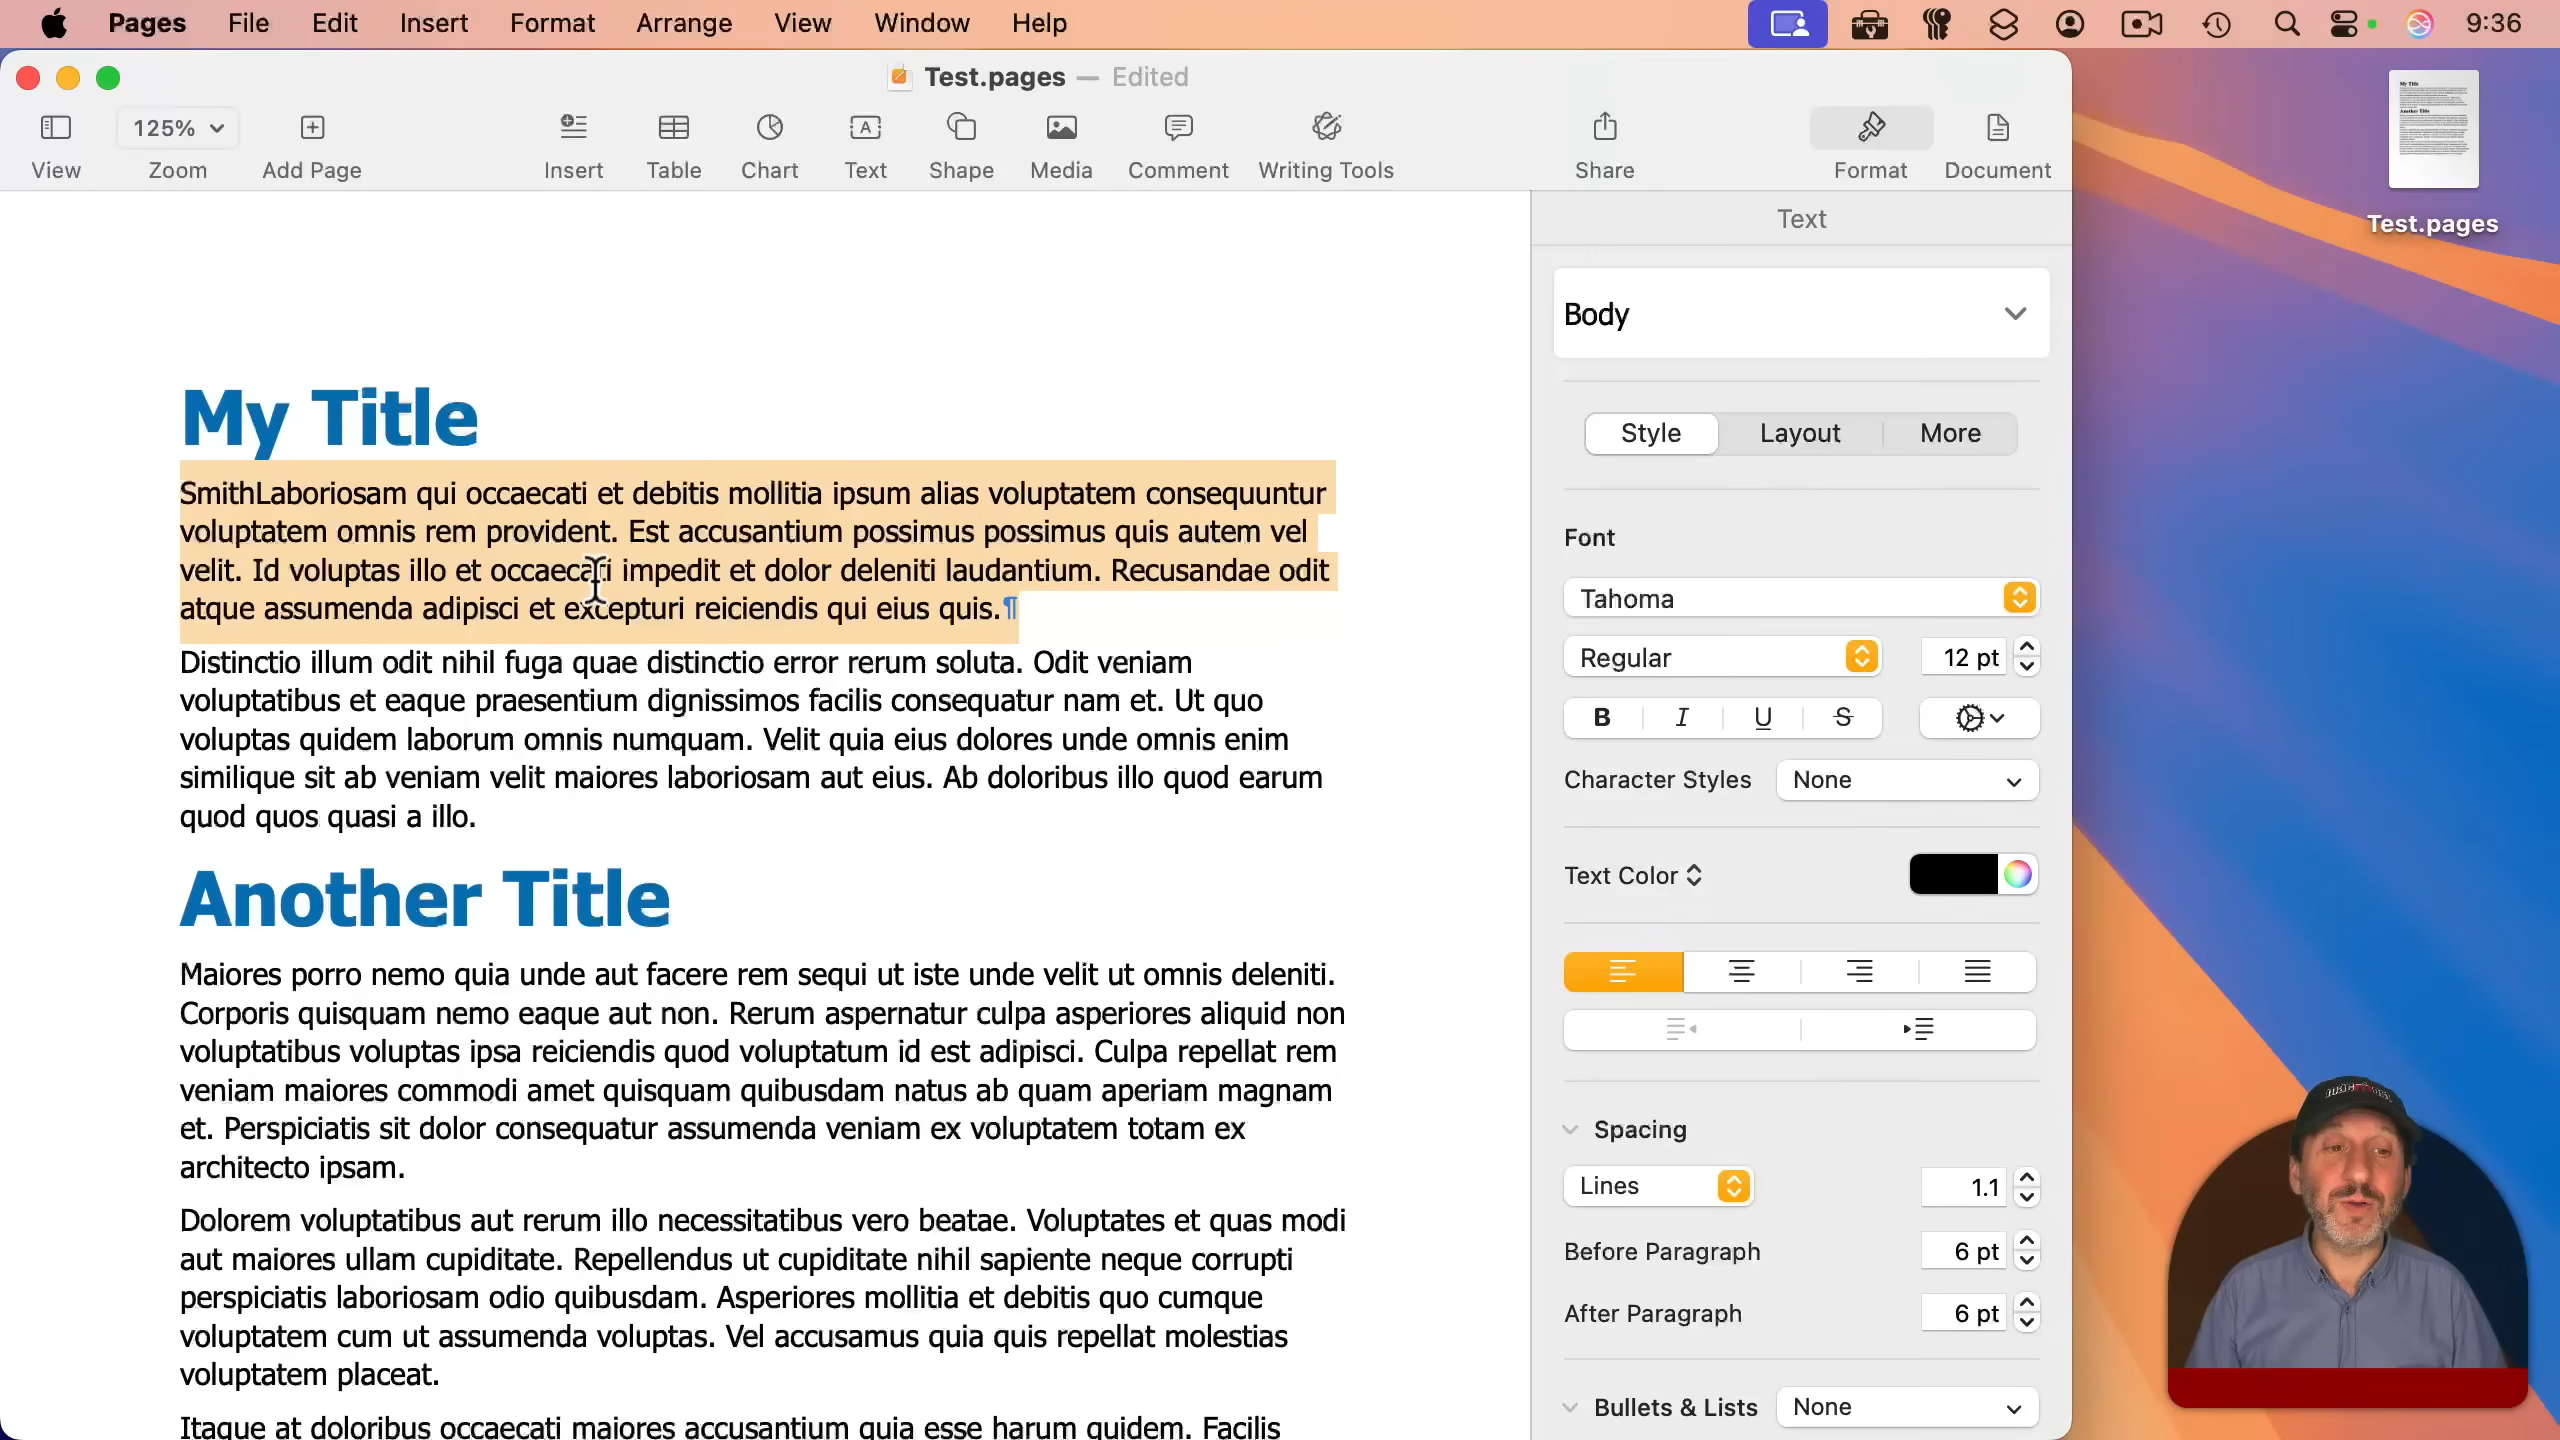 Pages File Edit Insert Format Arrange View Window Help 9:36
Test.pages — Edited
125%
View Zoom Add Page Insert Table Chart Text Shape Media Comment Writing Tools Share Format Document
Test.pages
Text
Body
Style Layout More
Font
Tahoma
Regular 12 pt
B I U S
Character Styles None
Text Color
Spacing
Lines 1.1
Before Paragraph 6 pt
After Paragraph 6 pt
Bullets & Lists None
My Title
SmithLaboriosam qui occaecati et debitis mollitia ipsum alias voluptatem consequuntur
voluptatem omnis rem provident. Est accusantium possimus possimus quis autem vel
velit. Id voluptas illo et occaecati impedit et dolor deleniti laudantium. Recusandae odit
atque assumenda adipisci et excepturi reiciendis qui eius quis.¶
Distinctio illum odit nihil fuga quae distinctio error rerum soluta. Odit veniam
voluptatibus et eaque praesentium dignissimos facilis consequatur nam et. Ut quo
voluptas quidem laborum omnis numquam. Velit quia eius dolores unde omnis enim
similique sit ab veniam velit maiores laboriosam aut eius. Ab doloribus illo quod earum
quod quos quasi a illo.
Another Title
Maiores porro nemo quia unde aut facere rem sequi ut iste unde velit ut omnis deleniti.
Corporis quisquam nemo eaque aut non. Rerum aspernatur culpa asperiores aliquid non
voluptatibus voluptas ipsa reiciendis quod voluptatum id est adipisci. Culpa repellat rem
veniam maiores commodi amet quisquam quibusdam natus ab quam aperiam magnam
et. Perspiciatis sit dolor consequatur assumenda veniam ex voluptatem totam ex
architecto ipsam.
Dolorem voluptatibus aut rerum illo necessitatibus vero beatae. Voluptates et quas modi
aut maiores ullam cupiditate. Repellendus ut cupiditate nihil sapiente neque corrupti
perspiciatis laboriosam odio quibusdam. Asperiores mollitia et debitis quo cumque
voluptatem cum ut assumenda voluptas. Vel accusamus quia quis repellat molestias
voluptatem placeat.
Itaque at doloribus occaecati maiores accusantium quia esse harum quidem. Facilis